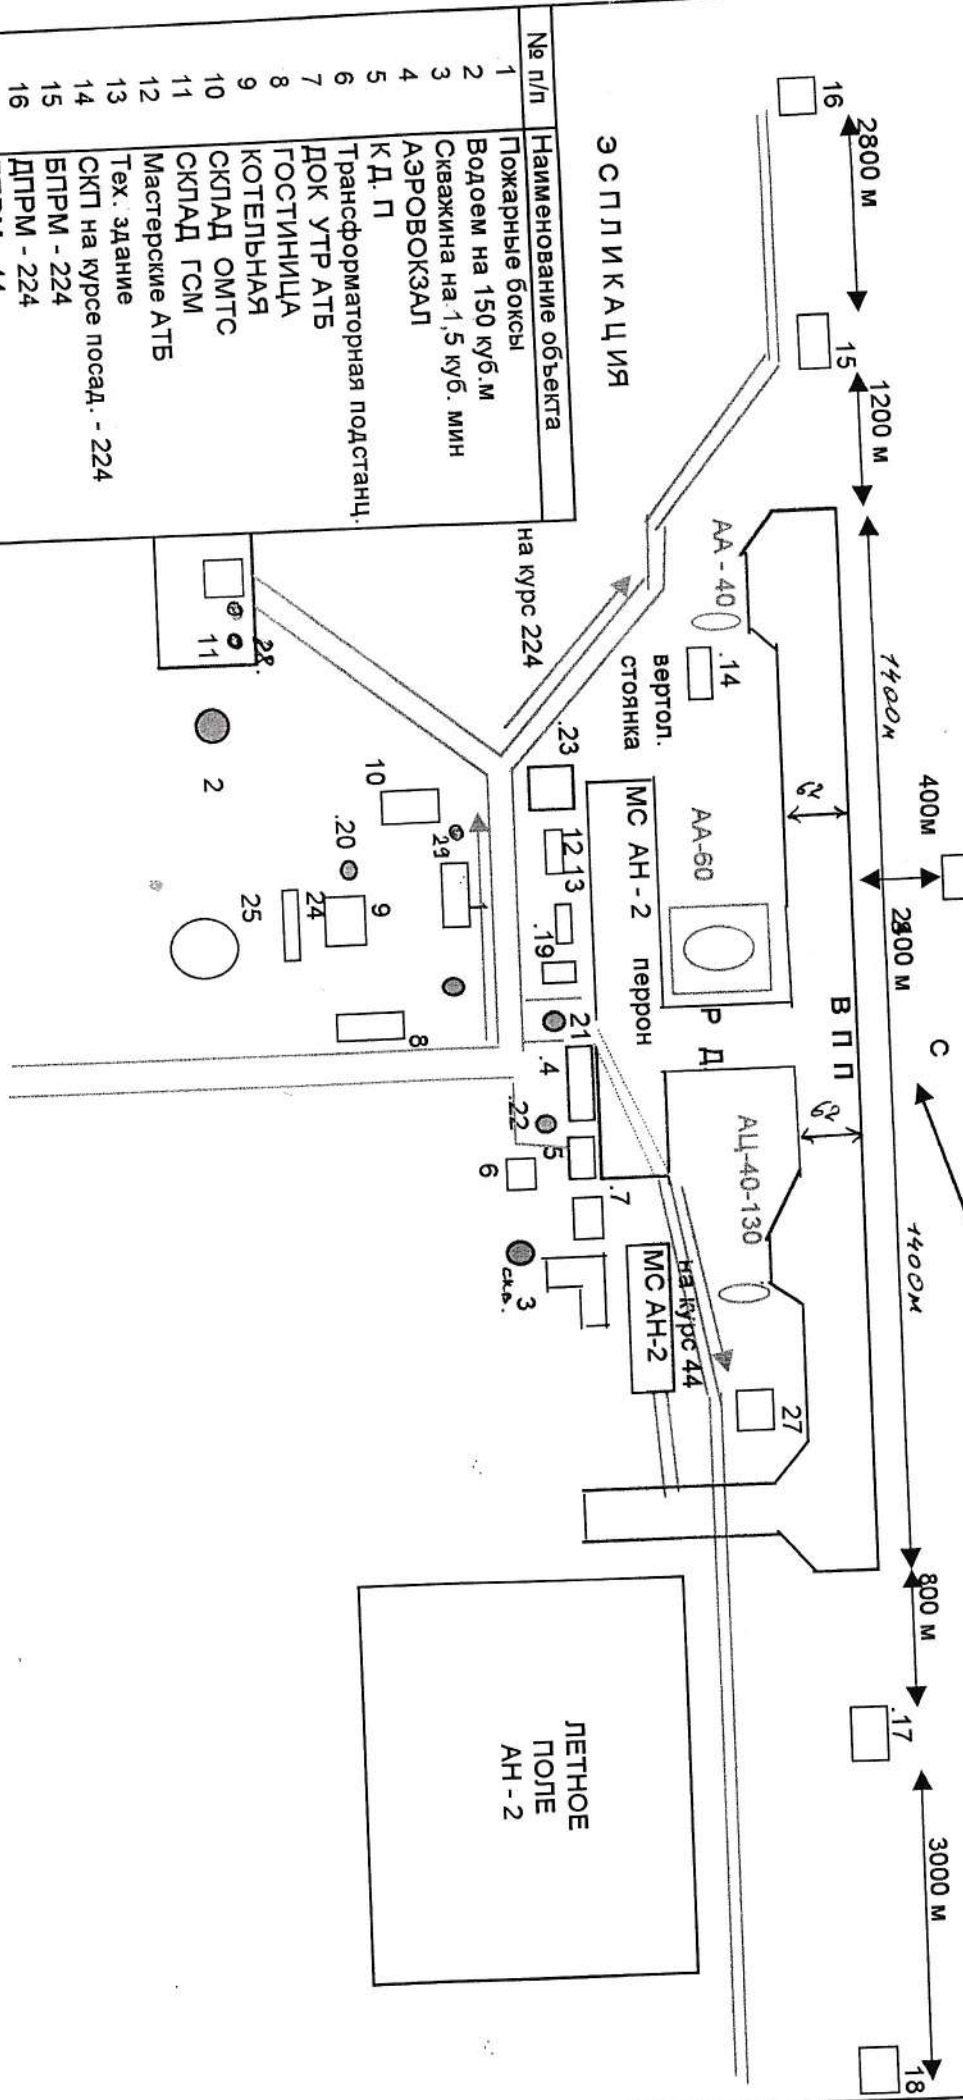 16
2800 м
15
1200 м
1400м
400м
2800 м
С
1400м
800 м
.17
3000 м
18
В П П
АА - 40
.14
вертол.
стоянка
АА-60
МС АН - 2 перрон
Р Д
АЦ-40-130
27
на курс 44
МС АН-2
на курс 224
.23
12
13
.19
21
.4
.22
5
6
.7
3
скв.
10
29
1
.20
9
24
25
8
11
28.
2
ЛЕТНОЕ
ПОЛЕ
АН - 2
Э С П Л И К А Ц И Я
№ п/п Наименование объекта
1 Пожарные боксы
2 Водоем на 150 куб.м
3 Скважина на 1,5 куб. мин
4 АЭРОВОКЗАЛ
5 К Д. П
6 Трансформаторная подстанц.
7 ДОК УТР АТБ
8 ГОСТИНИЦА
9 КОТЕЛЬНАЯ
10 СКЛАД ОМТС
11 СКЛАД ГСМ
12 Мастерские АТБ
13 Тех. здание
14 СКП на курсе посад. - 224
15 БПРМ - 224
16 ДПРМ - 224